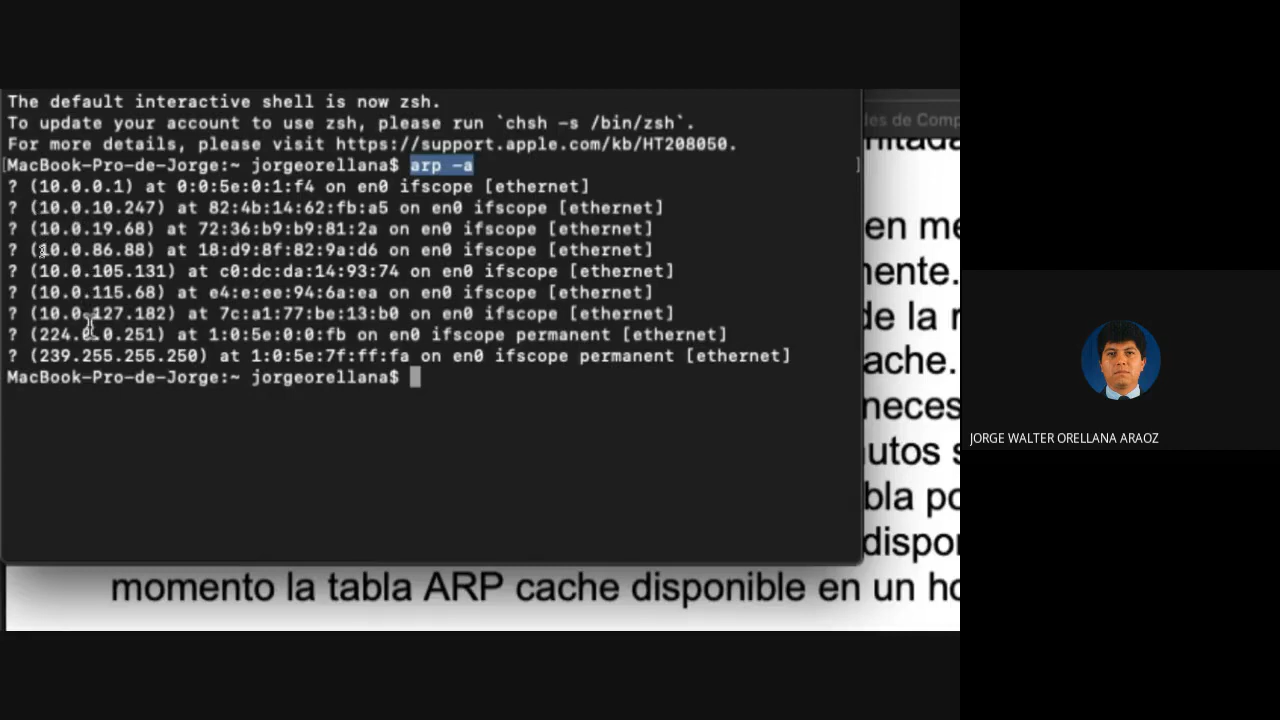 The default interactive shell is now zsh.
To update your account to use zsh, please run `chsh -s /bin/zsh`.
For more details, please visit https://support.apple.com/kb/HT208050.
[MacBook-Pro-de-Jorge:~ jorgeorellana$ arp -a ]
? (10.0.0.1) at 0:0:5e:0:1:f4 on en0 ifscope [ethernet]
? (10.0.10.247) at 82:4b:14:62:fb:a5 on en0 ifscope [ethernet]
? (10.0.19.68) at 72:36:b9:b9:81:2a on en0 ifscope [ethernet]
? (10.0.86.88) at 18:d9:8f:82:9a:d6 on en0 ifscope [ethernet]
? (10.0.105.131) at c0:dc:da:14:93:74 on en0 ifscope [ethernet]
? (10.0.115.68) at e4:e:ee:94:6a:ea on en0 ifscope [ethernet]
? (10.0.127.182) at 7c:a1:77:be:13:b0 on en0 ifscope [ethernet]
? (224.0.0.251) at 1:0:5e:0:0:fb on en0 ifscope permanent [ethernet]
? (239.255.255.250) at 1:0:5e:7f:ff:fa on en0 ifscope permanent [ethernet]
MacBook-Pro-de-Jorge:~ jorgeorellana$
des de Comp
nitada
en me
mente.
de la r
ache.
neces
utos s
bla po
dispor
momento la tabla ARP cache disponible en un ho
JORGE WALTER ORELLANA ARAOZ